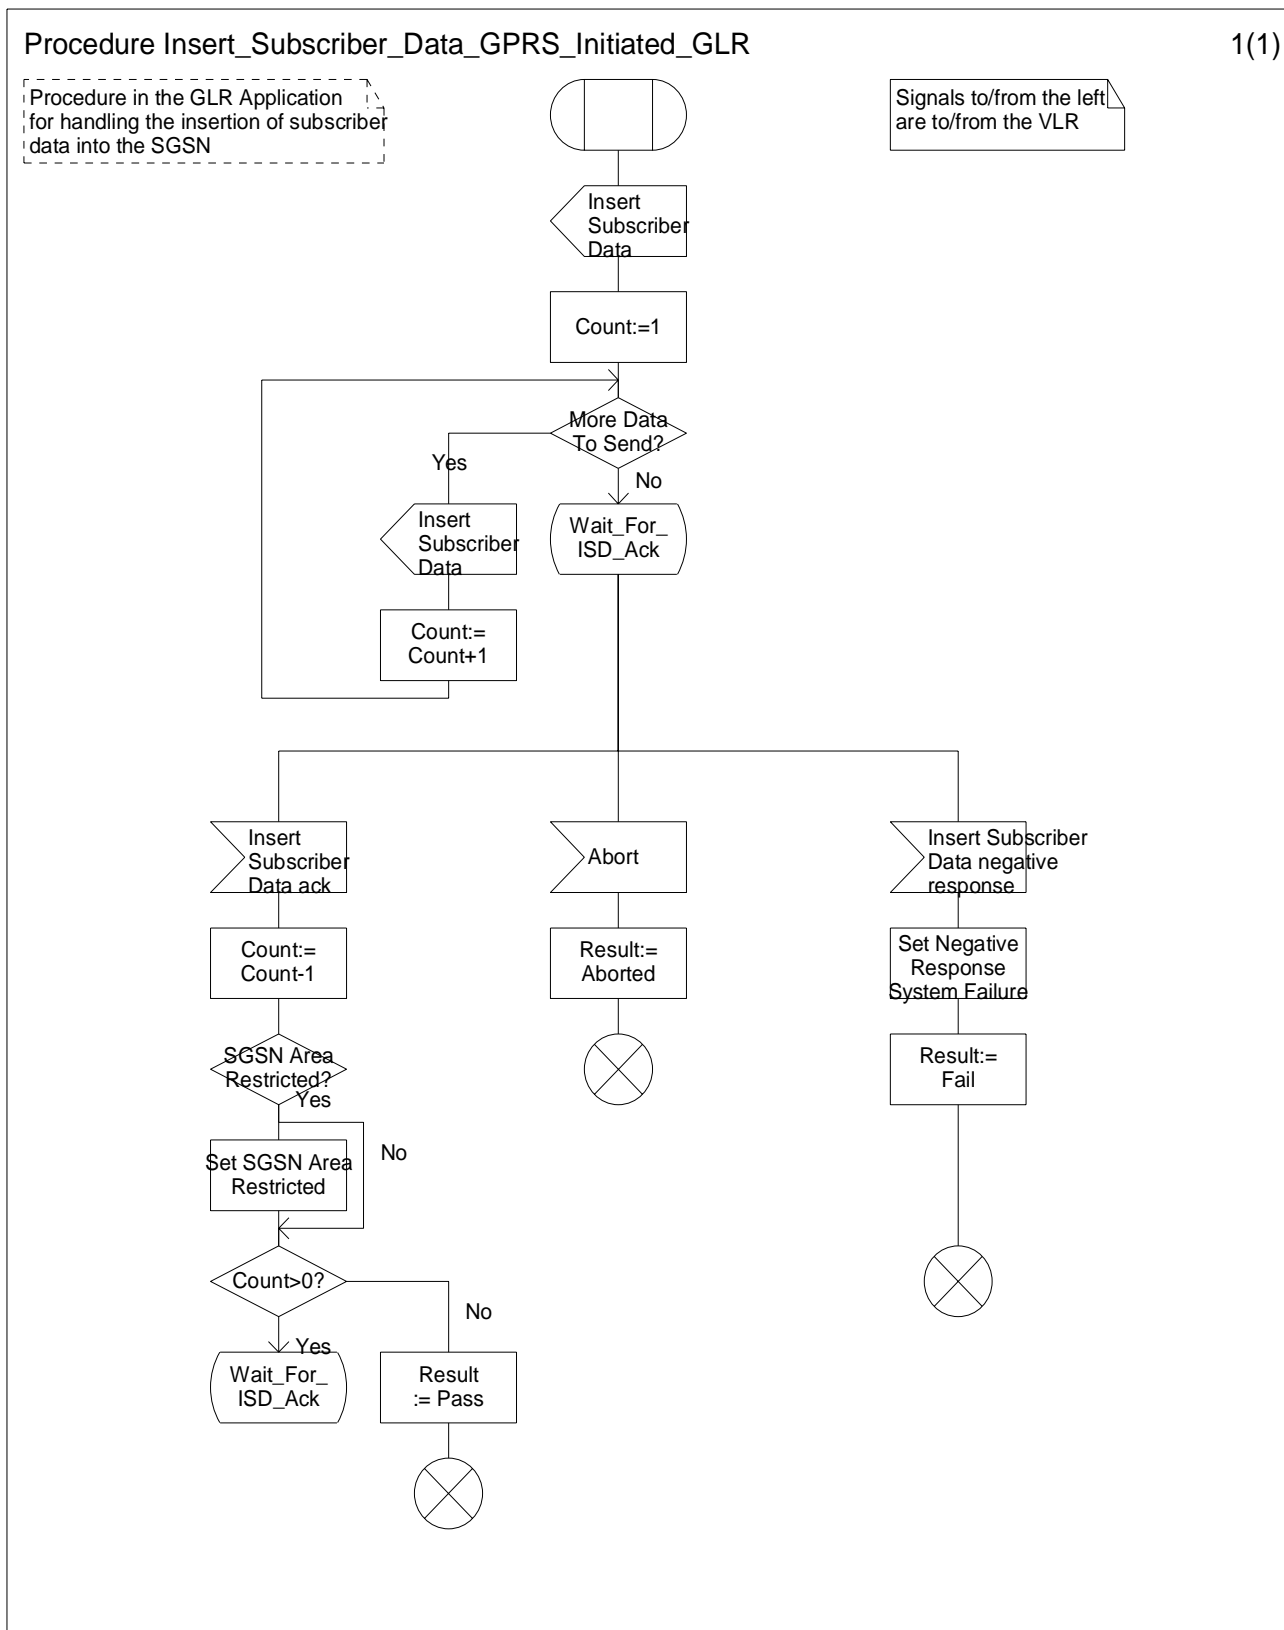 Procedure Insert_Subscriber_Data_GPRS_Initiated_GLR
1(1)
Procedure in the GLR Application
for handling the insertion of subscriber
data into the SGSN
Signals to/from the left
are to/from the VLR
Insert
Subscriber
Data
Count:=1
More Data
To Send?
Yes
No
Insert
Subscriber
Data
Wait_For_
ISD_Ack
Count:=
Count+1
Insert
Subscriber
Data ack
Abort
Insert Subscriber
Data negative
response
Count:=
Count-1
Result:=
Aborted
Set Negative
Response
System Failure
SGSN Area
Restricted?
Yes
Result:=
Fail
No
Set SGSN Area
Restricted
Count>0?
No
Yes
Wait_For_
ISD_Ack
Result
:= Pass